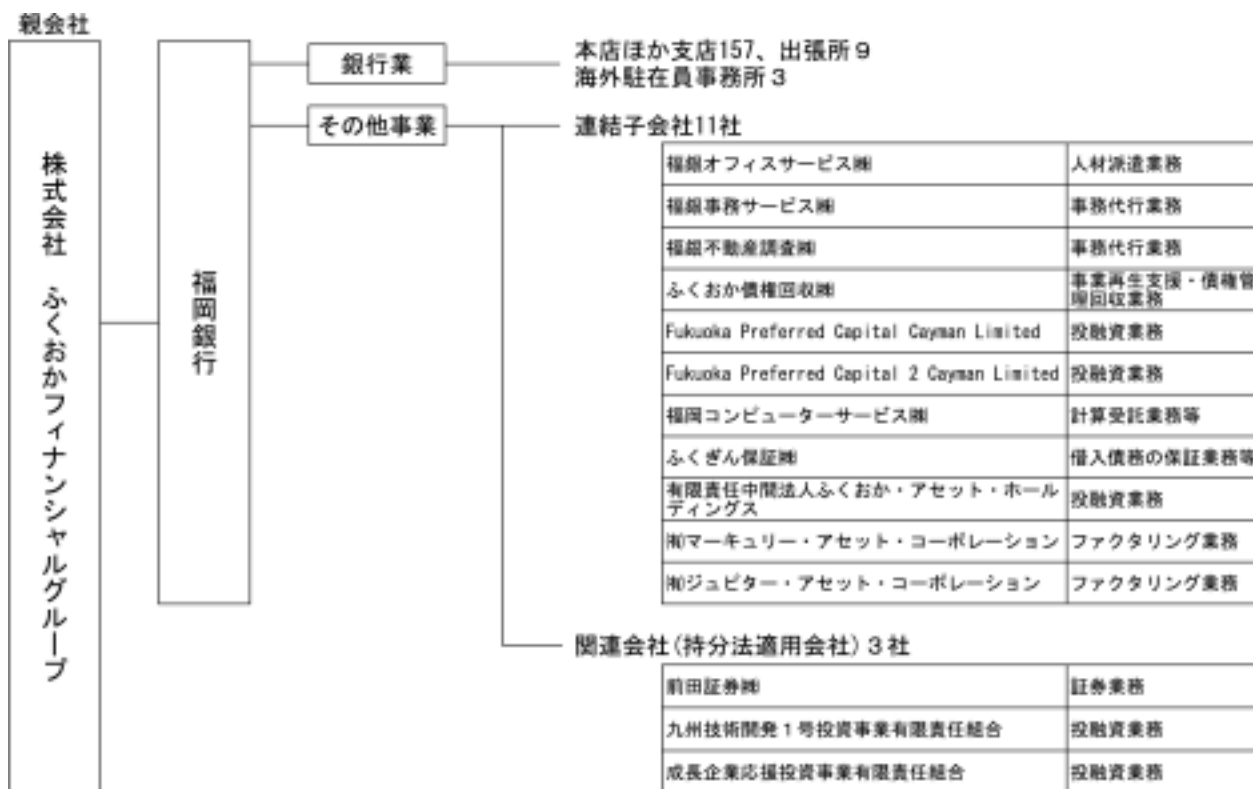 親会社
株式会社 ふくおかフィナンシャルグループ
福岡銀行
銀行業
本店ほか支店157、出張所9
海外駐在員事務所3
その他事業
連結子会社11社
福銀オフィスサービス㈱ 人材派遣業務
福銀事務サービス㈱ 事務代行業務
福銀不動産調査㈱ 事務代行業務
ふくおか債権回収㈱ 事業再生支援・債権管
理回収業務
Fukuoka Preferred Capital Cayman Limited 投融資業務
Fukuoka Preferred Capital 2 Cayman Limited 投融資業務
福岡コンピューターサービス㈱ 計算受託業務等
ふくぎん保証㈱ 借入債務の保証業務等
有限責任中間法人ふくおか・アセット・ホール
ディングス 投融資業務
㈲マーキュリー・アセット・コーポレーション ファクタリング業務
㈲ジュピター・アセット・コーポレーション ファクタリング業務
関連会社(持分法適用会社)3社
前田証券㈱ 証券業務
九州技術開発1号投資事業有限責任組合 投融資業務
成長企業応援投資事業有限責任組合 投融資業務